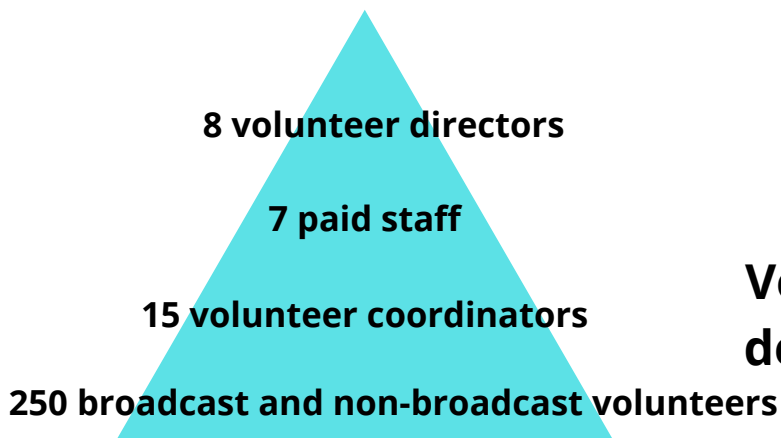 8 volunteer directors
7 paid staff
15 volunteer coordinators
250 broadcast and non-broadcast volunteers